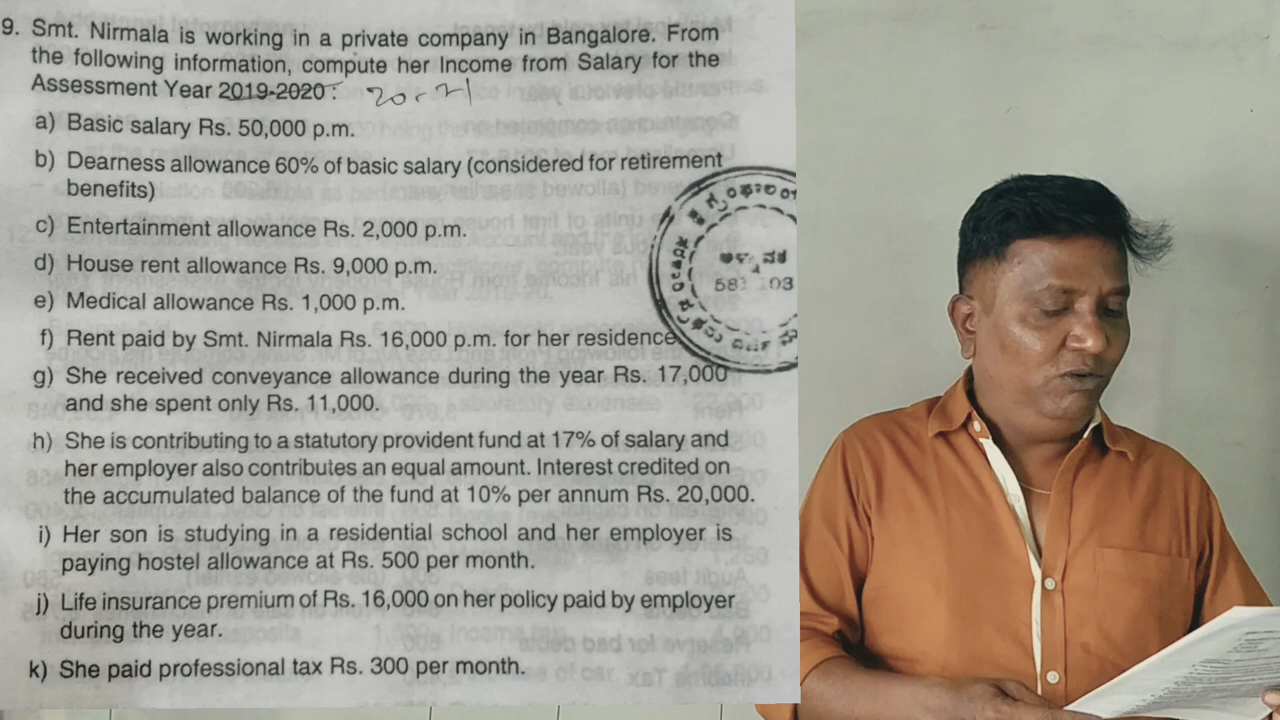 9. Smt. Nirmala is working in a private company in Bangalore. From
the following information, compute her Income from Salary for the
Assessment Year 2019-2020 : 20-21
a) Basic salary Rs. 50,000 p.m.
b) Dearness allowance 60% of basic salary (considered for retirement
benefits)
c) Entertainment allowance Rs. 2,000 p.m.
d) House rent allowance Rs. 9,000 p.m.
e) Medical allowance Rs. 1,000 p.m.
f) Rent paid by Smt. Nirmala Rs. 16,000 p.m. for her residence
g) She received conveyance allowance during the year Rs. 17,000
and she spent only Rs. 11,000.
h) She is contributing to a statutory provident fund at 17% of salary and
her employer also contributes an equal amount. Interest credited on
the accumulated balance of the fund at 10% per annum Rs. 20,000.
i) Her son is studying in a residential school and her employer is
paying hostel allowance at Rs. 500 per month.
j) Life insurance premium of Rs. 16,000 on her policy paid by employer
during the year.
k) She paid professional tax Rs. 300 per month.
103